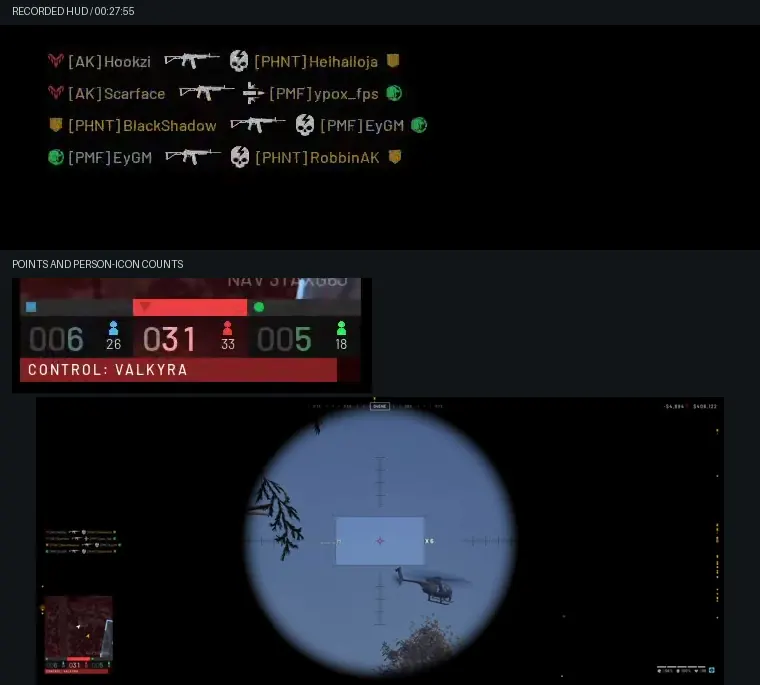 RECORDED HUD / 00:27:55
[AK] Hookzi [PHNT] Heihailoja
[AK] Scarface [PMF] ypox_fps
[PHNT] BlackShadow [PMF] EyGM
[PMF] EyGM [PHNT] RobbinAK
POINTS AND PERSON-ICON COUNTS
006 26 031 33 005 18
CONTROL: VALKYRA
X6